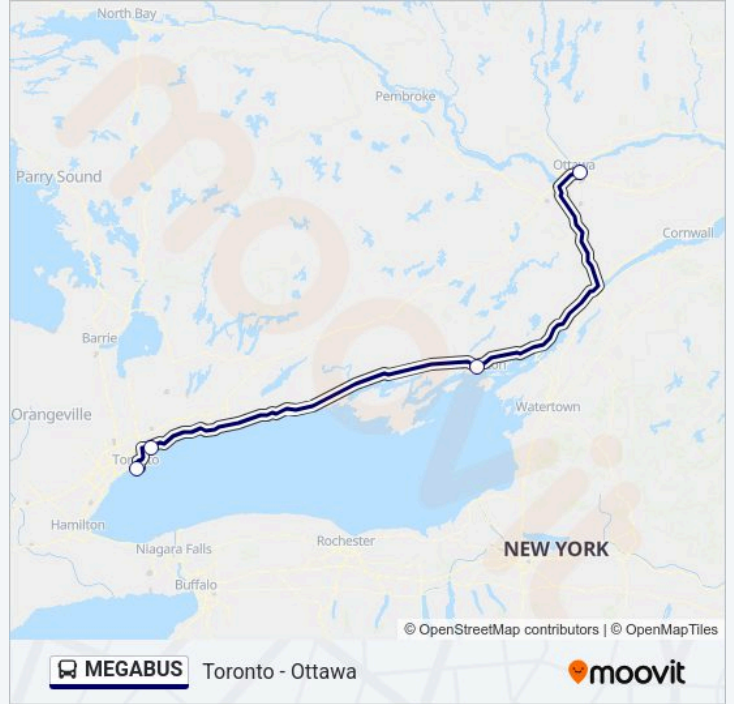 North Bay
Pembroke
Ottawa
Parry Sound
Cornwall
Barrie
Orangeville
Watertown
Toronto
Hamilton
Niagara Falls
Rochester
NEW YORK
Buffalo
moovit
© OpenStreetMap contributors | © OpenMapTiles
MEGABUS Toronto - Ottawa
moovit